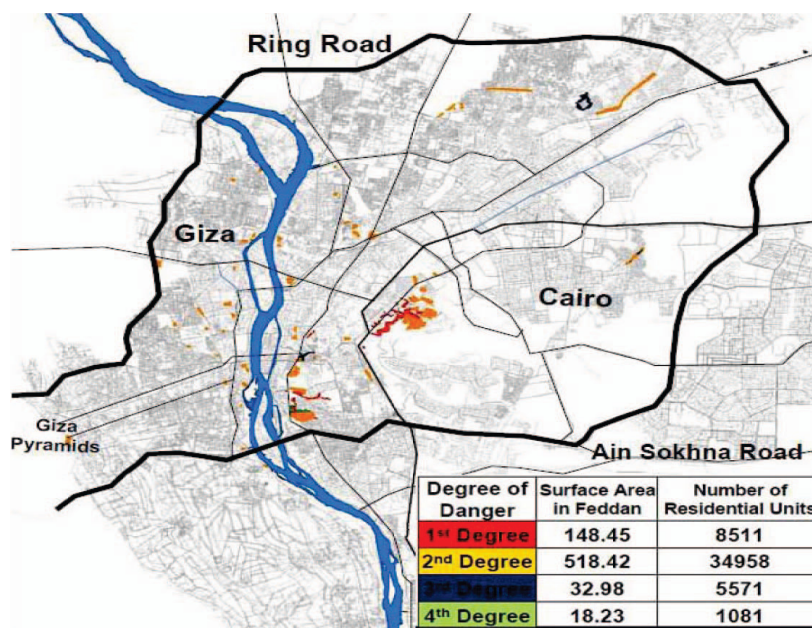 Ring Road
Giza
Cairo
Giza
Pyramids
Ain Sokhna Road
Degree of Danger Surface Area in Feddan Number of Residential Units
1st Degree 148.45 8511
2nd Degree 518.42 34958
3rd Degree 32.98 5571
4th Degree 18.23 1081